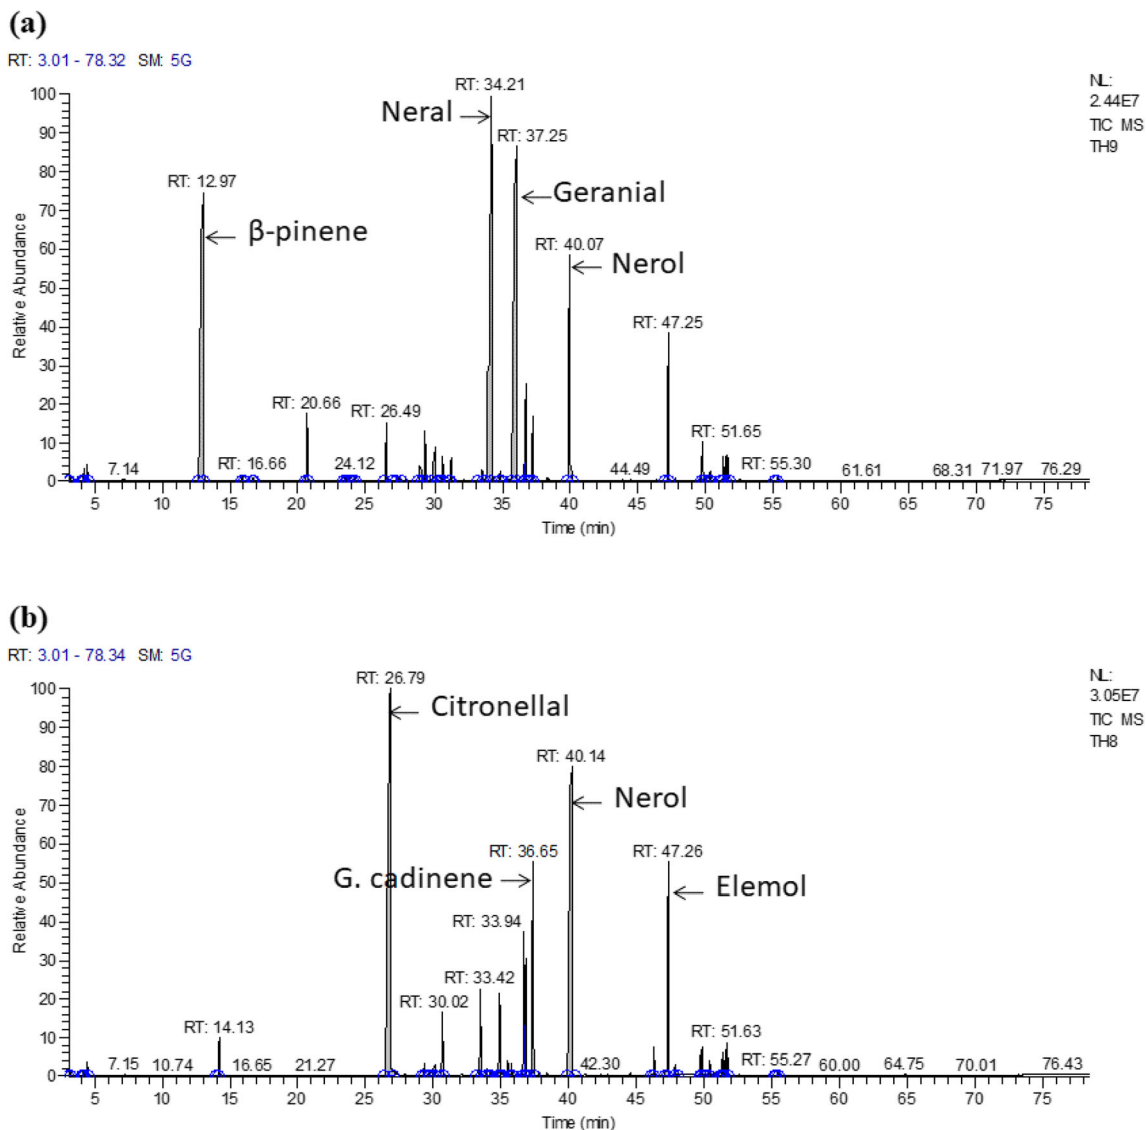 (a)
RT: 3.01 - 78.32 SM: 5G
NL:
2.44E7
TIC MS
TH9
RT: 34.21
Neral
RT: 37.25
Geranial
RT: 12.97
β-pinene
RT: 40.07
Nerol
RT: 47.25
RT: 20.66
RT: 26.49
RT: 51.65
7.14
RT: 16.66
24.12
44.49
RT: 55.30
61.61
68.31
71.97
76.29
100
90
80
70
60
50
40
30
20
10
0
Relative Abundance
5 10 15 20 25 30 35 40 45 50 55 60 65 70 75
Time (min)
(b)
RT: 3.01 - 78.34 SM: 5G
NL:
3.05E7
TIC MS
TH8
RT: 26.79
Citronellal
RT: 40.14
Nerol
RT: 36.65
G. cadinene
RT: 47.26
Elemol
RT: 33.94
RT: 33.42
RT: 30.02
RT: 14.13
RT: 51.63
7.15
10.74
16.65
21.27
42.30
RT: 55.27
60.00
64.75
70.01
76.43
100
90
80
70
60
50
40
30
20
10
0
Relative Abundance
5 10 15 20 25 30 35 40 45 50 55 60 65 70 75
Time (min)